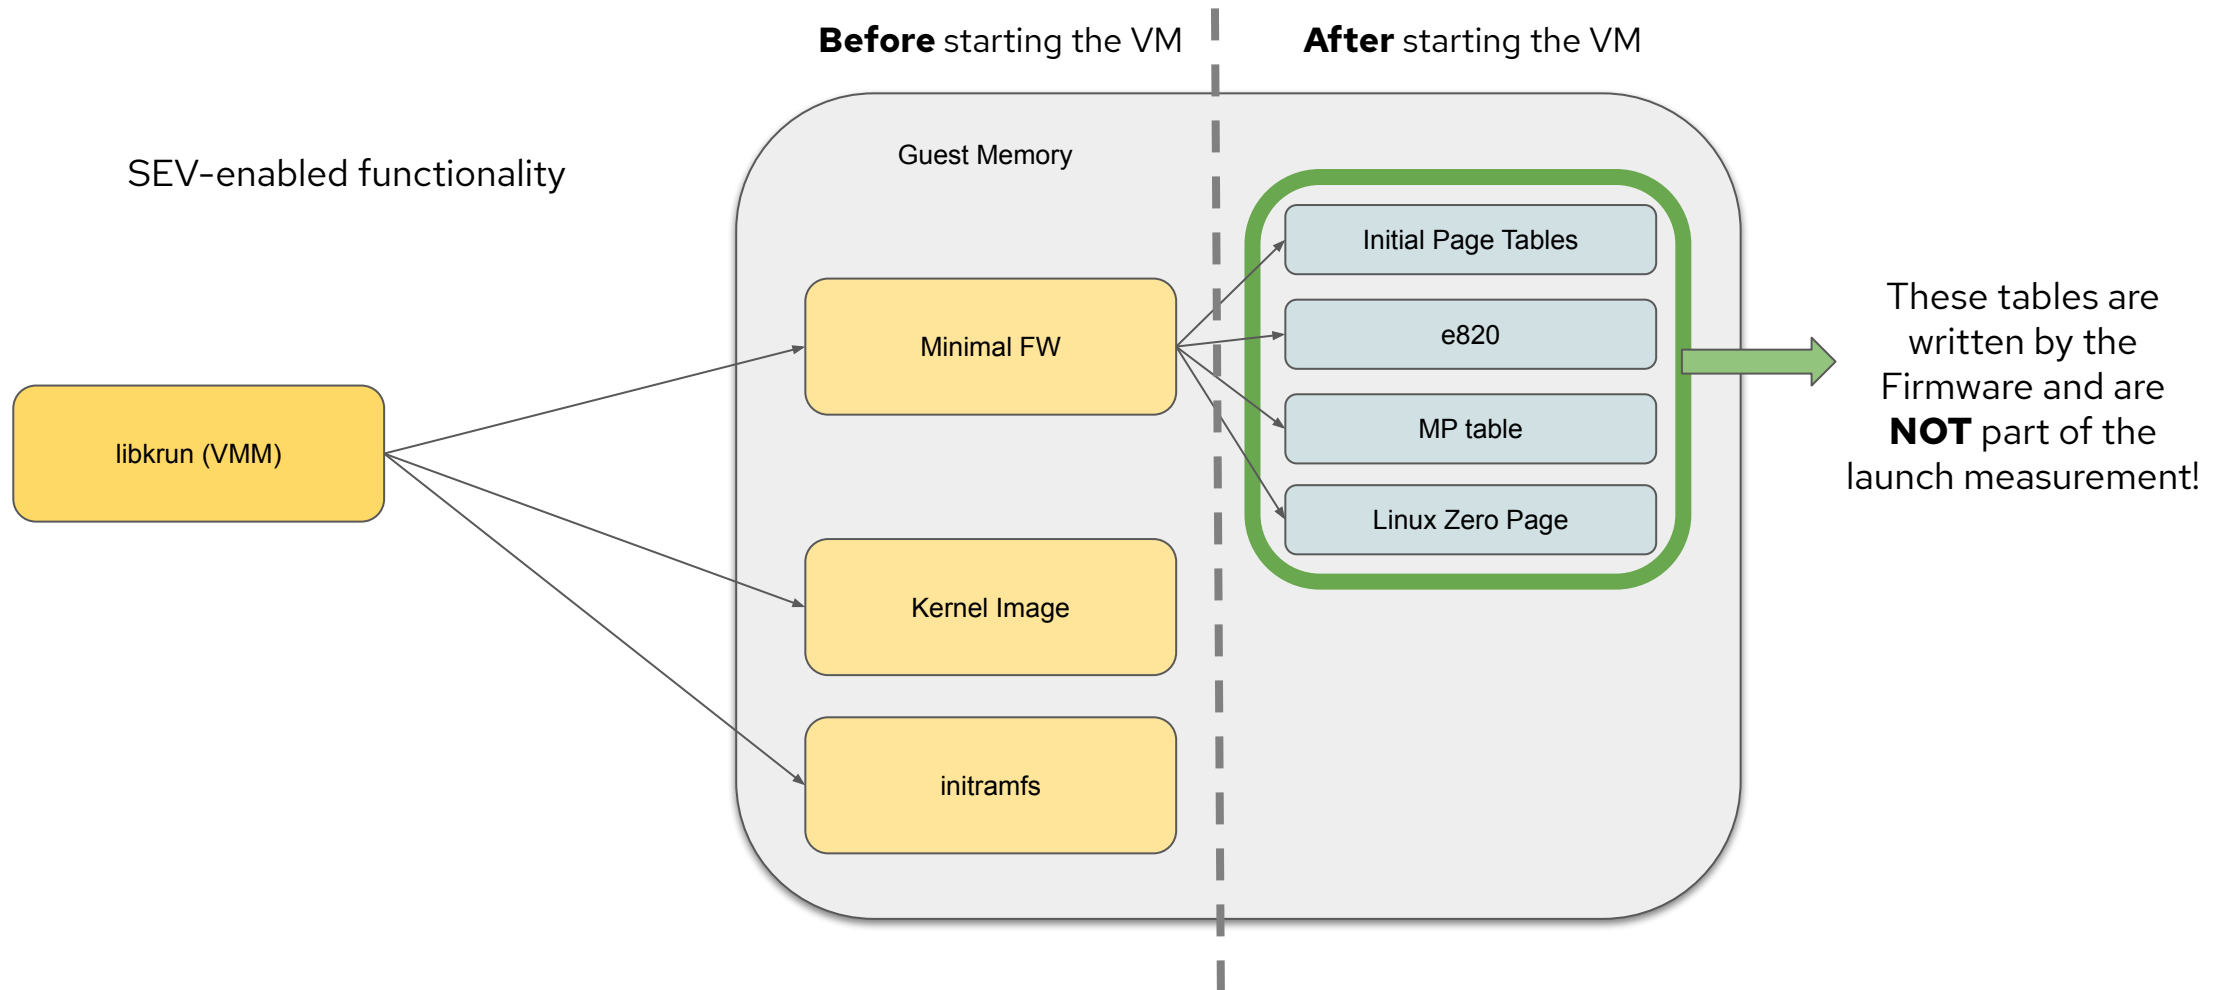 Before starting the VM
After starting the VM
SEV-enabled functionality
Guest Memory
libkrun (VMM)
Minimal FW
Kernel Image
initramfs
Initial Page Tables
e820
MP table
Linux Zero Page
These tables are
written by the
Firmware and are
NOT part of the
launch measurement!